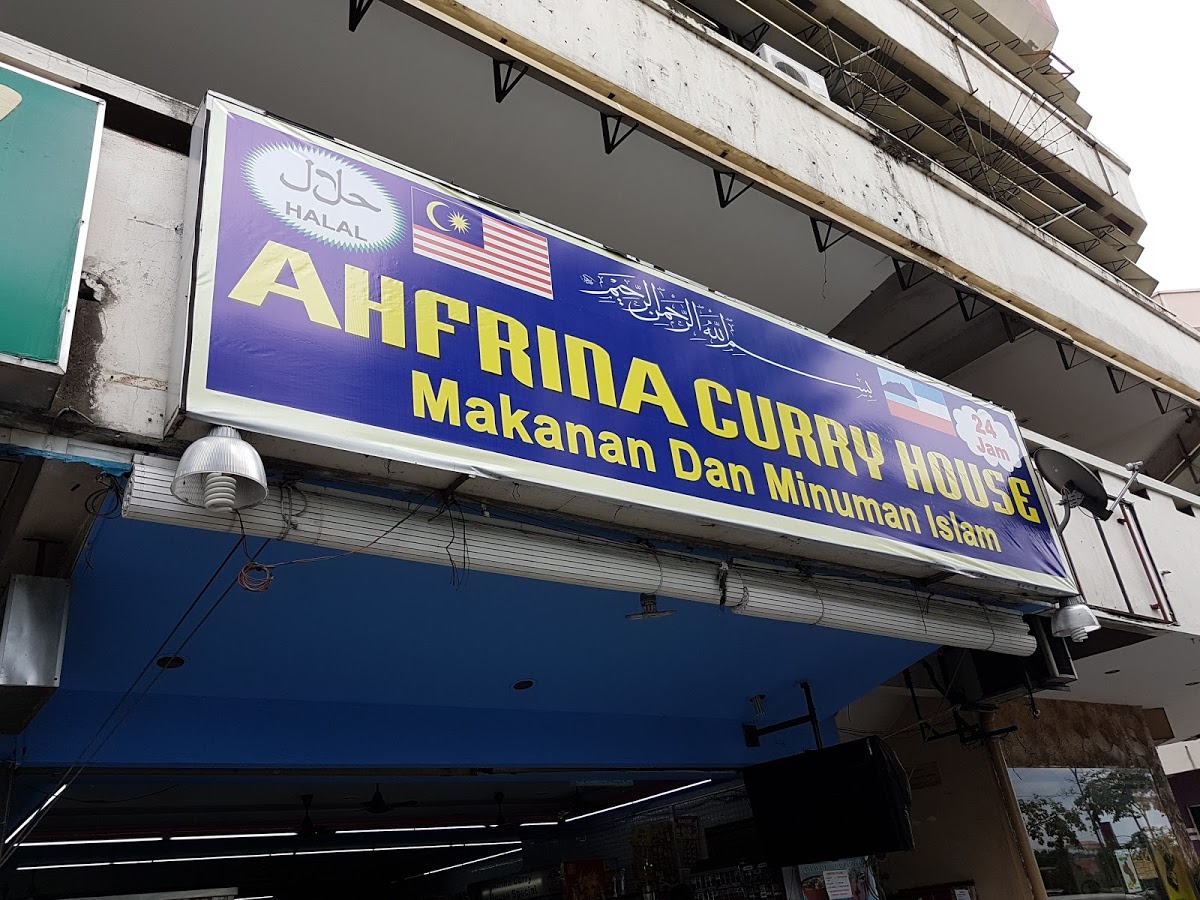 حلال
HALAL
بسم الله الرحمن الرحيم
AHFRINA CURRY HOUSE
24
Jam
Makanan Dan Minuman Islam